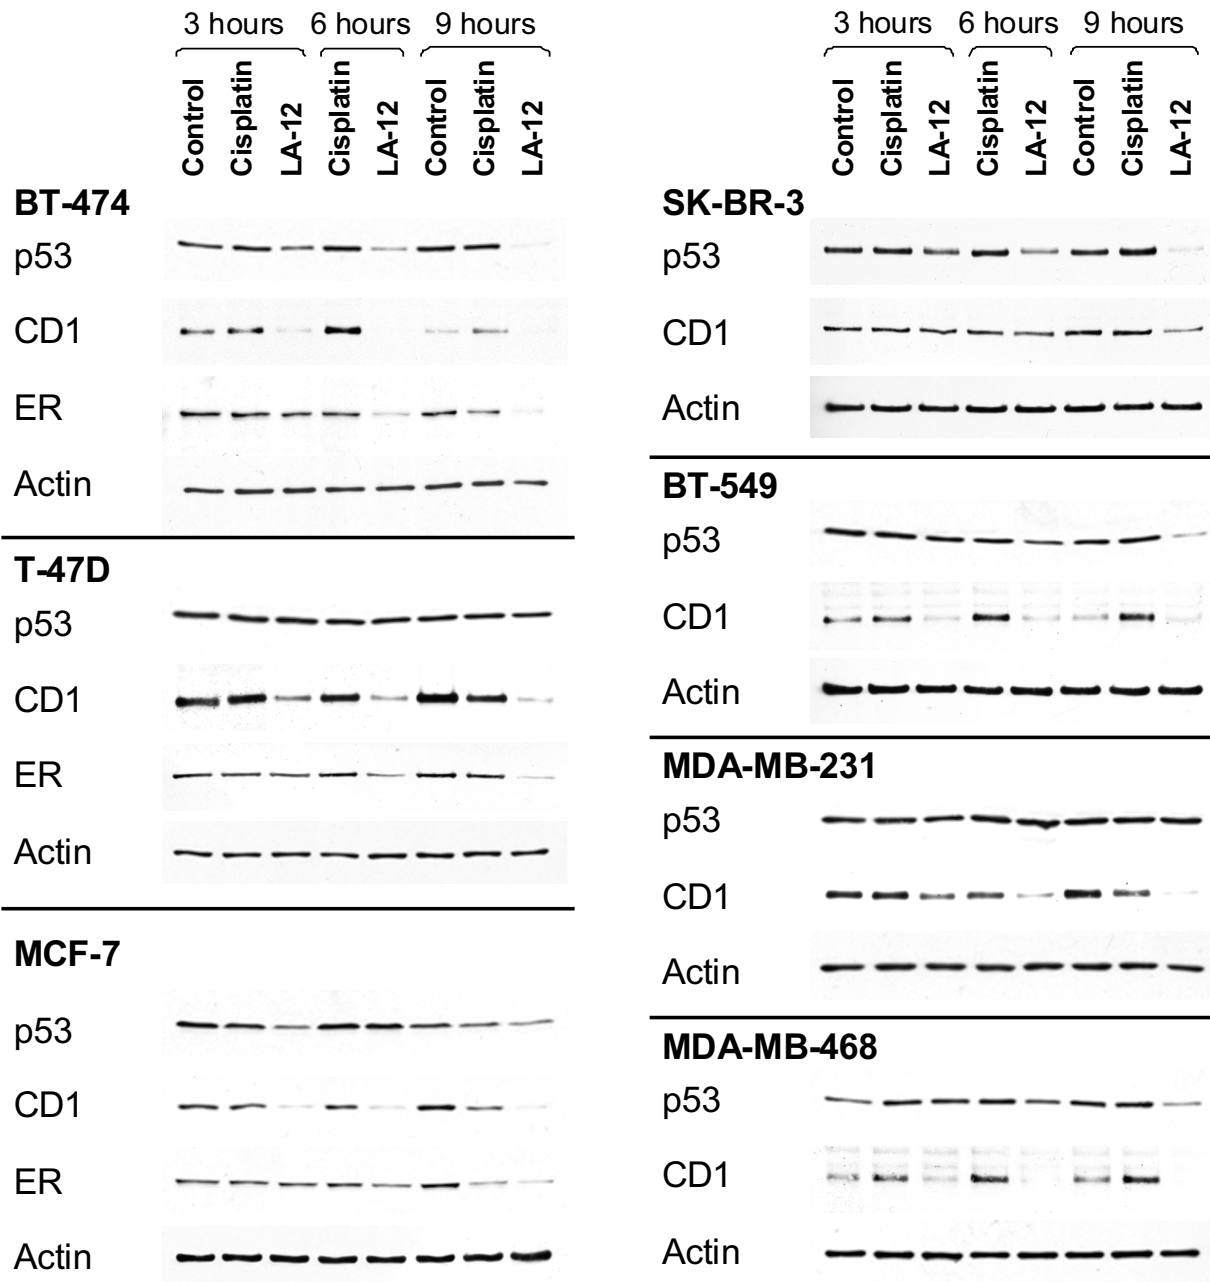 3 hours 6 hours 9 hours
Control Cisplatin LA-12 Cisplatin LA-12 Control Cisplatin LA-12
BT-474
p53
CD1
ER
Actin
T-47D
p53
CD1
ER
Actin
MCF-7
p53
CD1
ER
Actin
3 hours 6 hours 9 hours
Control Cisplatin LA-12 Cisplatin LA-12 Control Cisplatin LA-12
SK-BR-3
p53
CD1
Actin
BT-549
p53
CD1
Actin
MDA-MB-231
p53
CD1
Actin
MDA-MB-468
p53
CD1
Actin